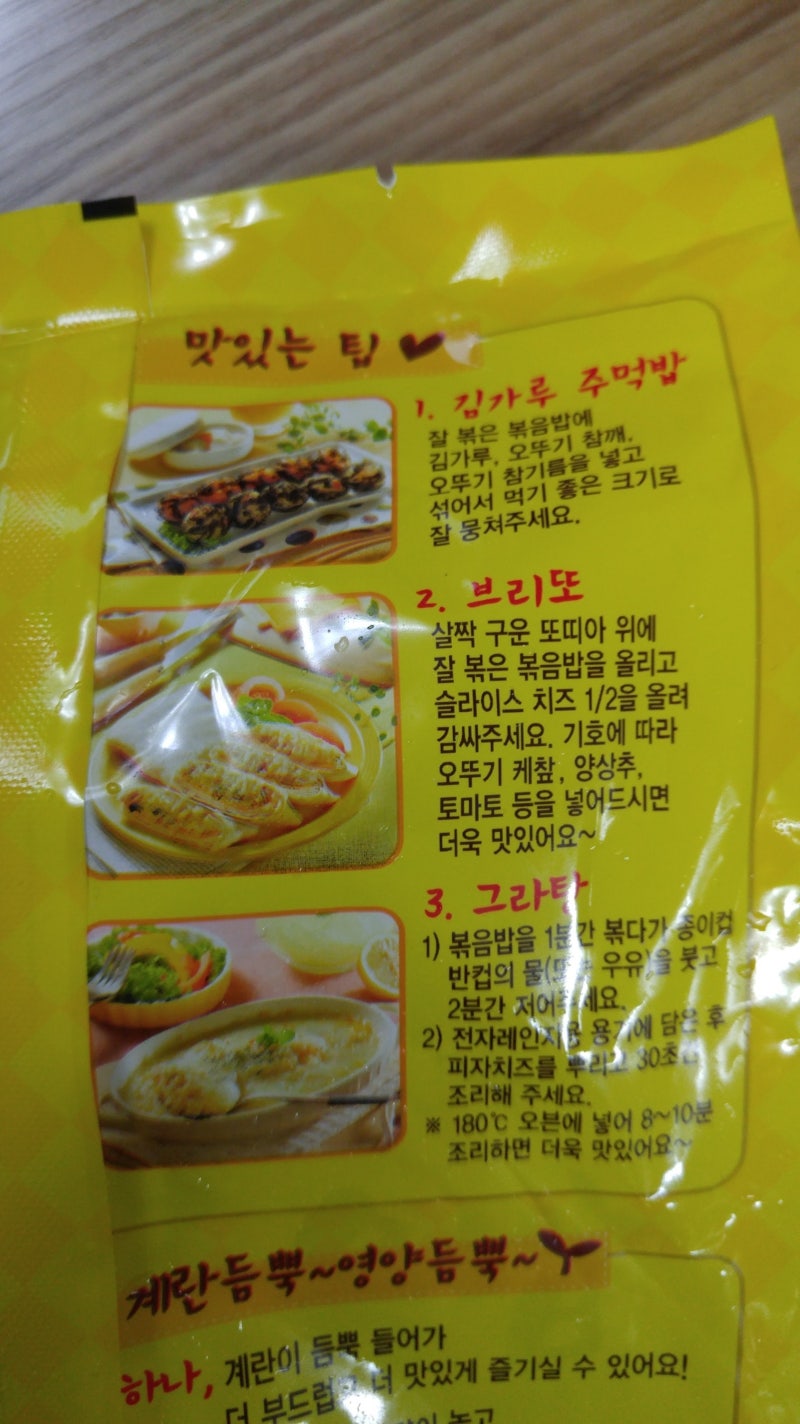 맛있는 팁
1. 김가루 주먹밥
잘 볶은 볶음밥에
김가루, 오뚜기 참깨,
오뚜기 참기름을 넣고
섞어서 먹기 좋은 크기로
잘 뭉쳐주세요.
2. 브리또
살짝 구운 또띠아 위에
잘 볶은 볶음밥을 올리고
슬라이스 치즈 1/2을 올려
감싸주세요. 기호에 따라
오뚜기 케챂, 양상추,
토마토 등을 넣어드시면
더욱 맛있어요~
3. 그라탕
1) 볶음밥을 1분간 볶다가 종이컵
반컵의 물(또는 우유)을 붓고
2분간 저어주세요.
2) 전자레인지용 용기에 담은 후
피자치즈를 뿌리고 30초간
조리해 주세요.
※ 180℃ 오븐에 넣어 8~10분
조리하면 더욱 맛있어요~
계란듬뿍~영양듬뿍~
하나, 계란이 듬뿍 들어가
더 부드럽고 더 맛있게 즐기실 수 있어요!
놓고